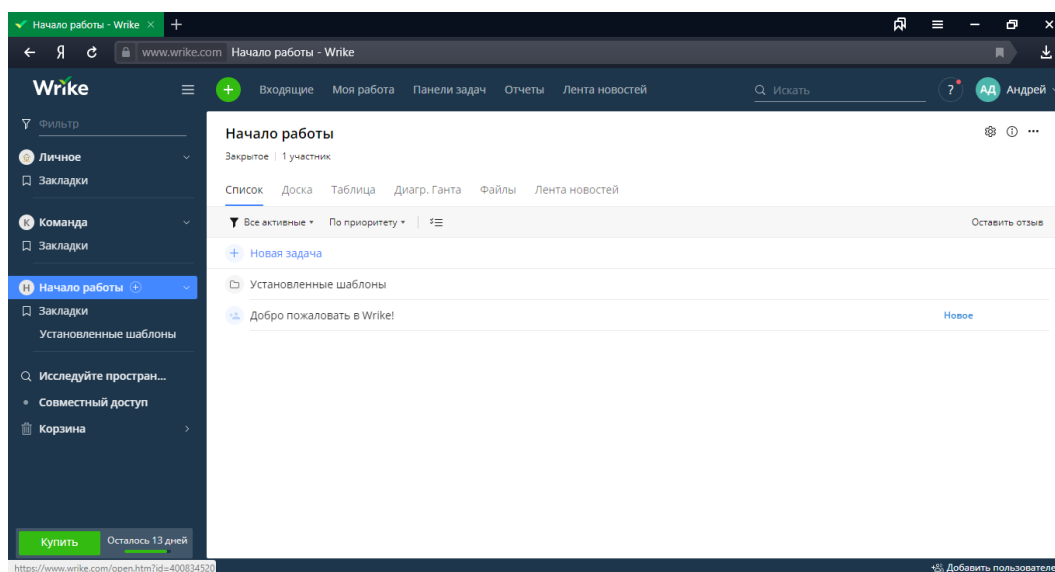 Начало работы - Wrike
Я www.wrike.com Начало работы - Wrike
Wrike
Входящие Моя работа Панели задач Отчеты Лента новостей Искать ? АД Андрей
Фильтр
Личное
Закладки
К Команда
Закладки
Н Начало работы
Закладки
Установленные шаблоны
Исследуйте простран...
Совместный доступ
Корзина
Купить Осталось 13 дней
https://www.wrike.com/open.htm?id=400834520
Начало работы
Закрытое | 1 участник
Список Доска Таблица Диагр. Ганта Файлы Лента новостей
Все активные По приоритету Оставить отзыв
Новая задача
Установленные шаблоны
Добро пожаловать в Wrike! Новое
Добавить пользователе